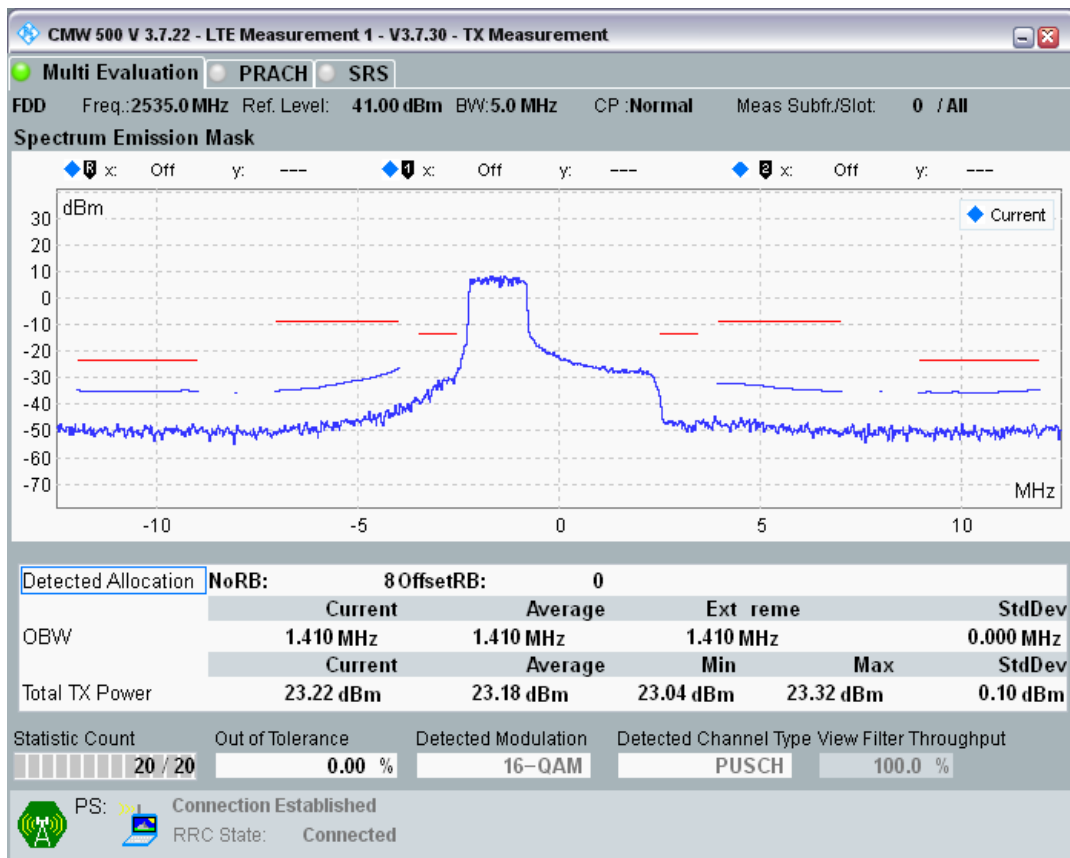 CMW 500 V 3.7.22 - LTE Measurement 1 - V3.7.30 - TX Measurement
Multi Evaluation PRACH SRS
FDD Freq.:2535.0 MHz Ref. Level: 41.00 dBm BW:5.0 MHz CP :Normal Meas Subfr./Slot: 0 / All
Spectrum Emission Mask
R x: Off y: --- 1 x: Off y: --- 2 x: Off y: ---
dBm
Current
30
20
10
0
-10
-20
-30
-40
-50
-60
-70
MHz
-10 -5 0 5 10
Detected Allocation NoRB: 8 OffsetRB: 0
Current Average Ext reme StdDev
OBW 1.410 MHz 1.410 MHz 1.410 MHz 0.000 MHz
Current Average Min Max StdDev
Total TX Power 23.22 dBm 23.18 dBm 23.04 dBm 23.32 dBm 0.10 dBm
Statistic Count Out of Tolerance Detected Modulation Detected Channel Type View Filter Throughput
20 / 20 0.00 % 16-QAM PUSCH 100.0 %
PS: Connection Established
RRC State: Connected